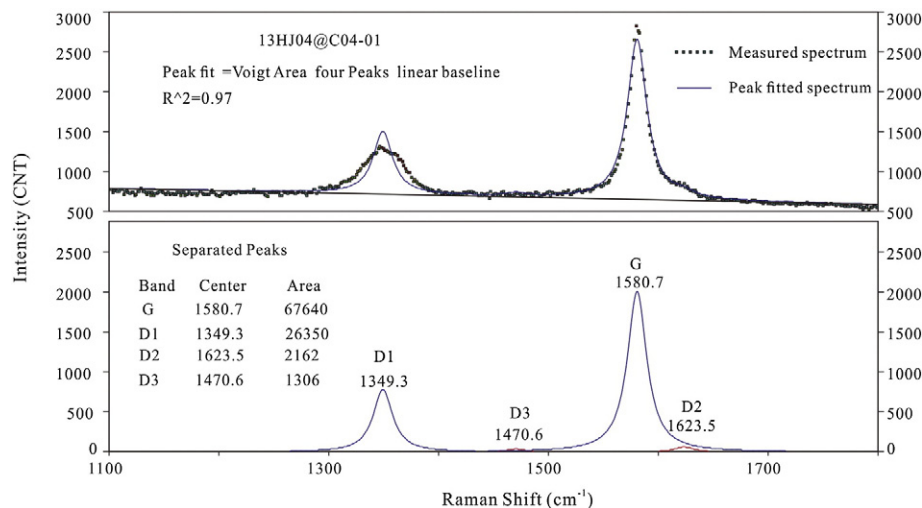 3000
3000
13HJ04@C04-01
Measured spectrum
2500
2500
Peak fit =Voigt Area four Peaks linear baseline
Peak fitted spectrum
R^2=0.97
2000
2000
1500
1500
1000
1000
500
500
Intensity (CNT)
2500
2500
Separated Peaks
Band Center Area
G 1580.7 67640
D1 1349.3 26350
D2 1623.5 2162
D3 1470.6 1306
G
1580.7
2000
2000
1500
1500
D1
1349.3
1000
1000
D3
1470.6
D2
1623.5
500
500
0
0
1100 1300 1500 1700
Raman Shift (cm⁻¹)